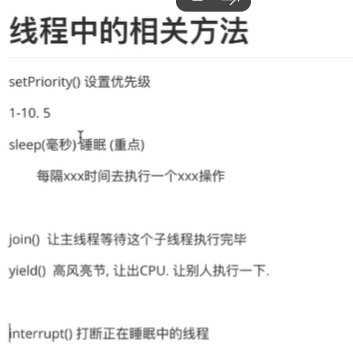 线程中的相关方法
setPriority() 设置优先级
1-10. 5
sleep(毫秒) 睡眠 (重点)
每隔xxx时间去执行一个xxx操作
join() 让主线程等待这个子线程执行完毕
yield() 高风亮节, 让出CPU. 让别人执行一下.
interrupt() 打断正在睡眠中的线程